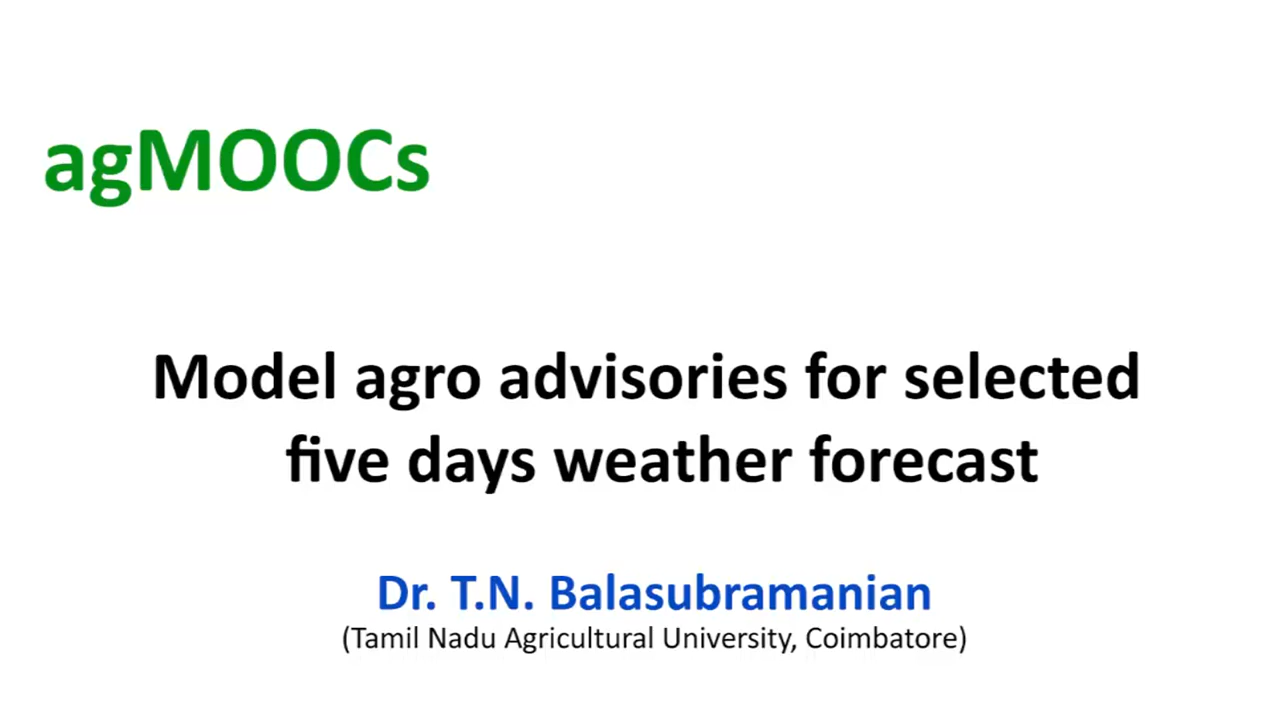 agMOOCs
Model agro advisories for selected
five days weather forecast
Dr. T.N. Balasubramanian
(Tamil Nadu Agricultural University, Coimbatore)